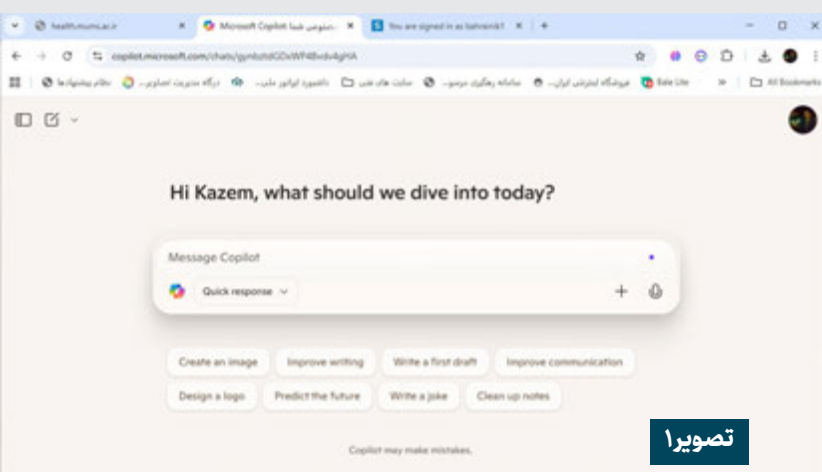 health.mums.ac.ir
Microsoft Copilot
You are signed in as
copilot.microsoft.com/chats/
Bale Lite
All Bookmarks
Hi Kazem, what should we dive into today?
Message Copilot
Quick response
Create an image Improve writing Write a first draft Improve communication
Design a logo Predict the future Write a joke Clean up notes
Copilot may make mistakes.
تصویر۱